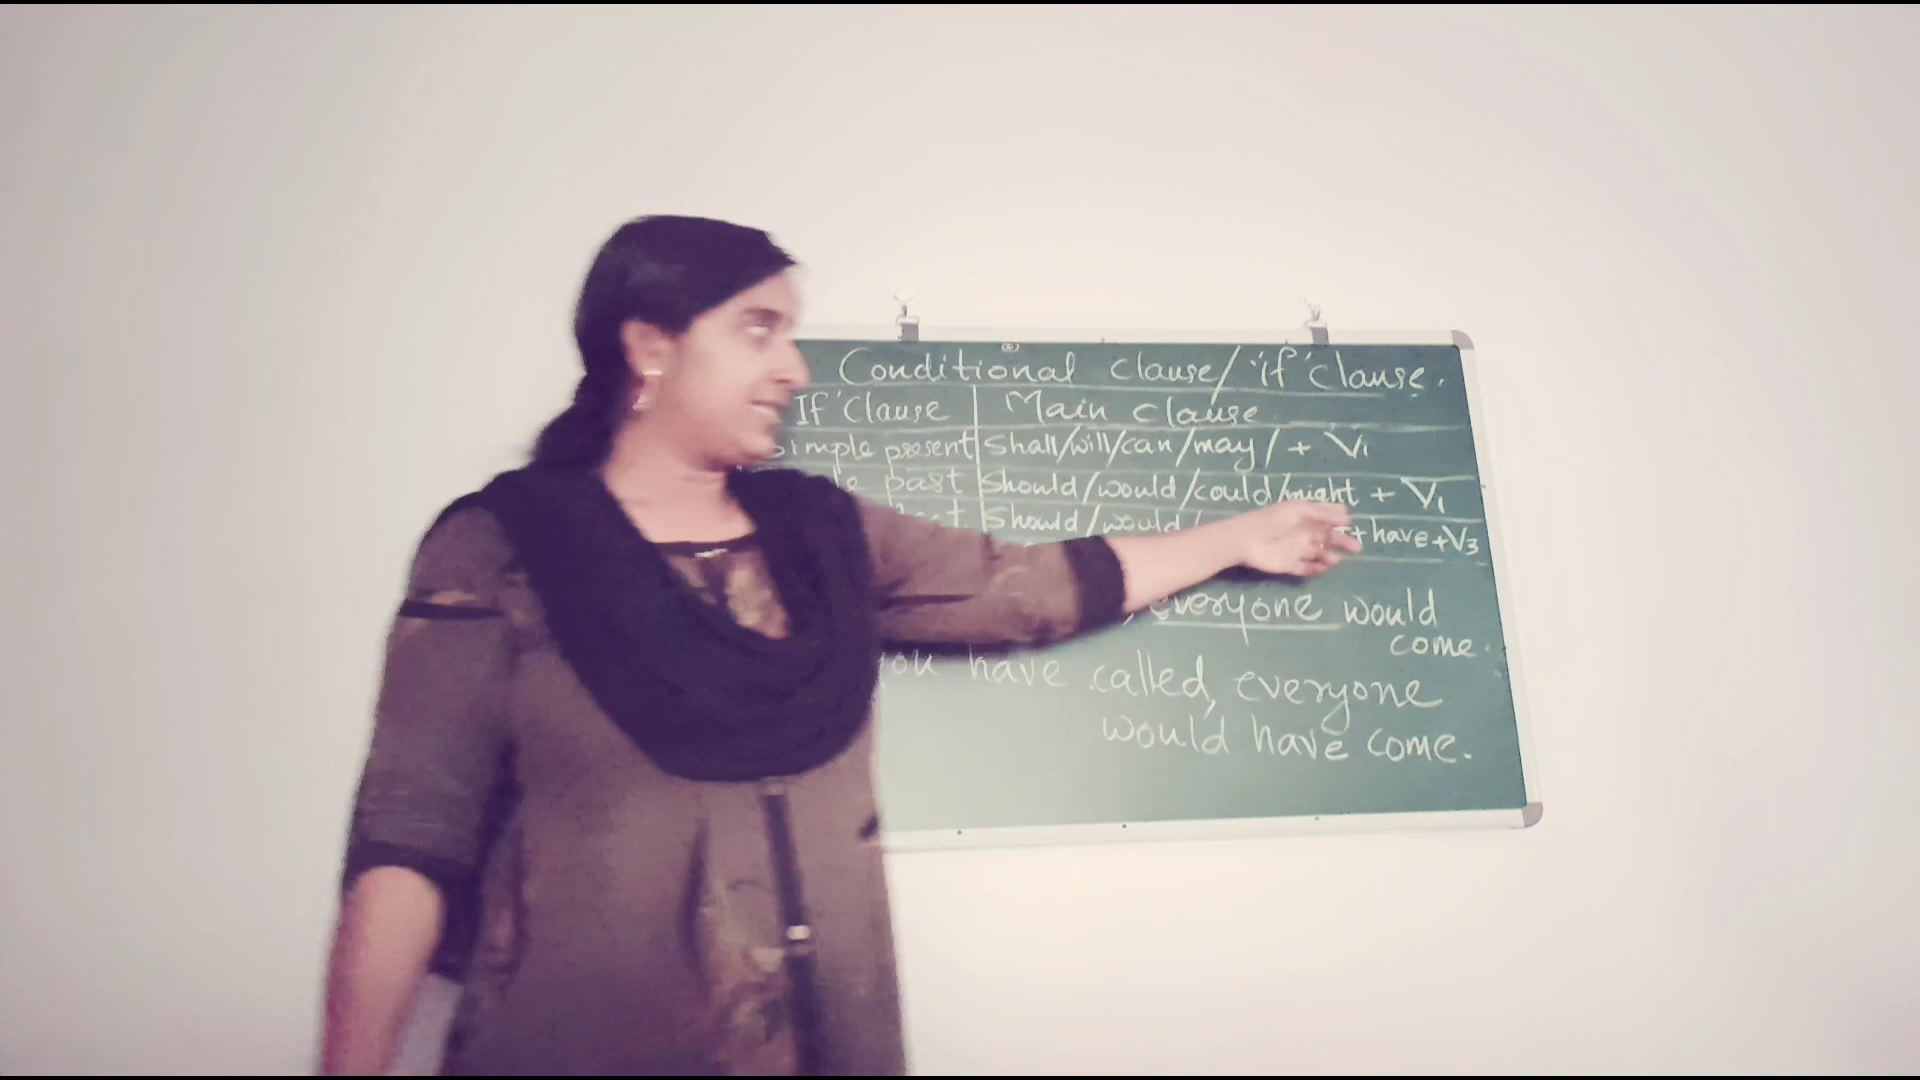 Conditional clause/ "if" clause.
If' Clause | Main clause
Simple present | Shall/will/can/may/ + V1
past | Should/would/could/might + V1
Should/would/ + have + V3
, everyone would
come.
you have called, everyone
would have come.